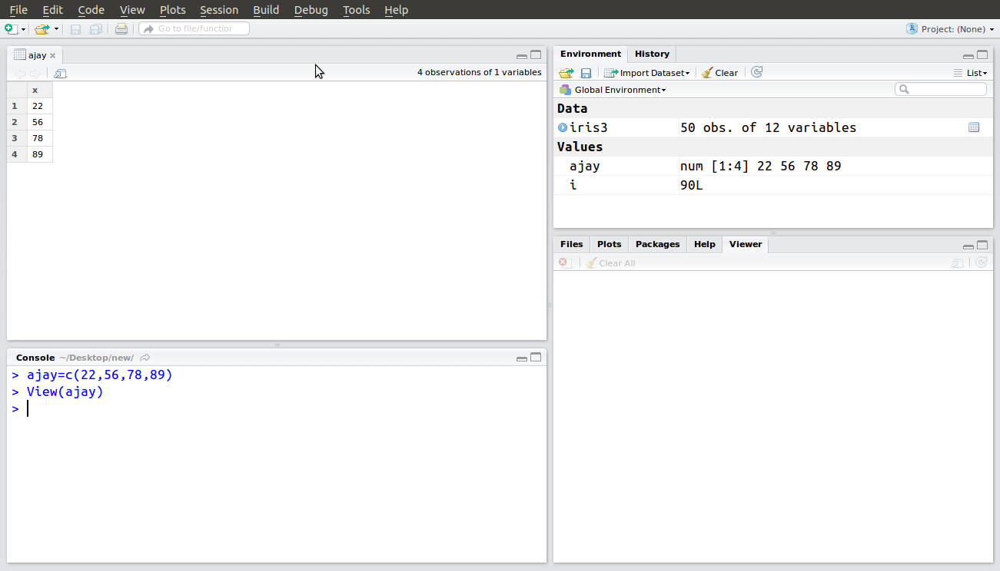 File Edit Code View Plots Session Build Debug Tools Help
Go to file/function
Project: (None)
ajay
4 observations of 1 variables
x
1 22
2 56
3 78
4 89
Console ~/Desktop/new/
> ajay=c(22,56,78,89)
> View(ajay)
>
Environment History
Import Dataset Clear List
Global Environment
Data
iris3 50 obs. of 12 variables
Values
ajay num [1:4] 22 56 78 89
i 90L
Files Plots Packages Help Viewer
Clear All